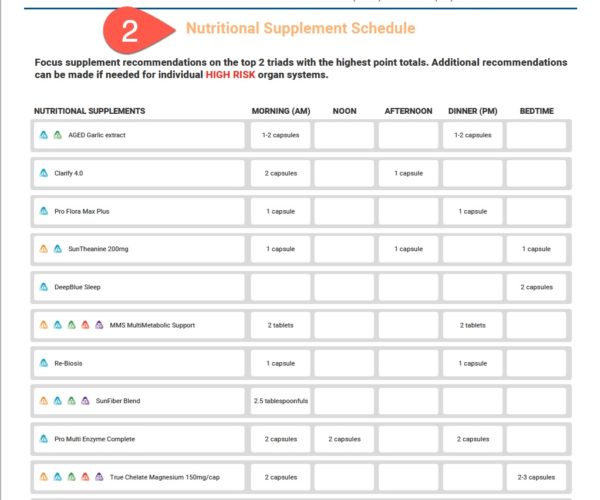 2
Nutritional Supplement Schedule
Focus supplement recommendations on the top 2 triads with the highest point totals. Additional recommendations
can be made if needed for individual HIGH RISK organ systems.
NUTRITIONAL SUPPLEMENTS MORNING (AM) NOON AFTERNOON DINNER (PM) BEDTIME
AGED Garlic extract 1-2 capsules 1-2 capsules
Clarify 4.0 2 capsules 1 capsule
Pro Flora Max Plus 1 capsule 1 capsule
SunTheanine 200mg 1 capsule 1 capsule 1 capsule
DeepBlue Sleep 2 capsules
MMS MultiMetabolic Support 2 tablets 2 tablets
Re-Biosis 1 capsule 1 capsule
SunFiber Blend 2.5 tablespoonfuls
Pro Multi Enzyme Complete 2 capsules 2 capsules 2 capsules
True Chelate Magnesium 150mg/cap 2 capsules 2-3 capsules